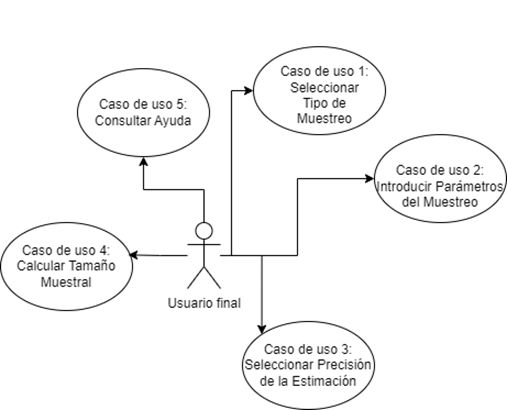 Caso de uso 1:
Seleccionar
Tipo de
Muestreo
Caso de uso 5:
Consultar Ayuda
Caso de uso 2:
Introducir Parámetros
del Muestreo
Caso de uso 4:
Calcular Tamaño
Muestral
Usuario final
Caso de uso 3:
Seleccionar Precisión
de la Estimación